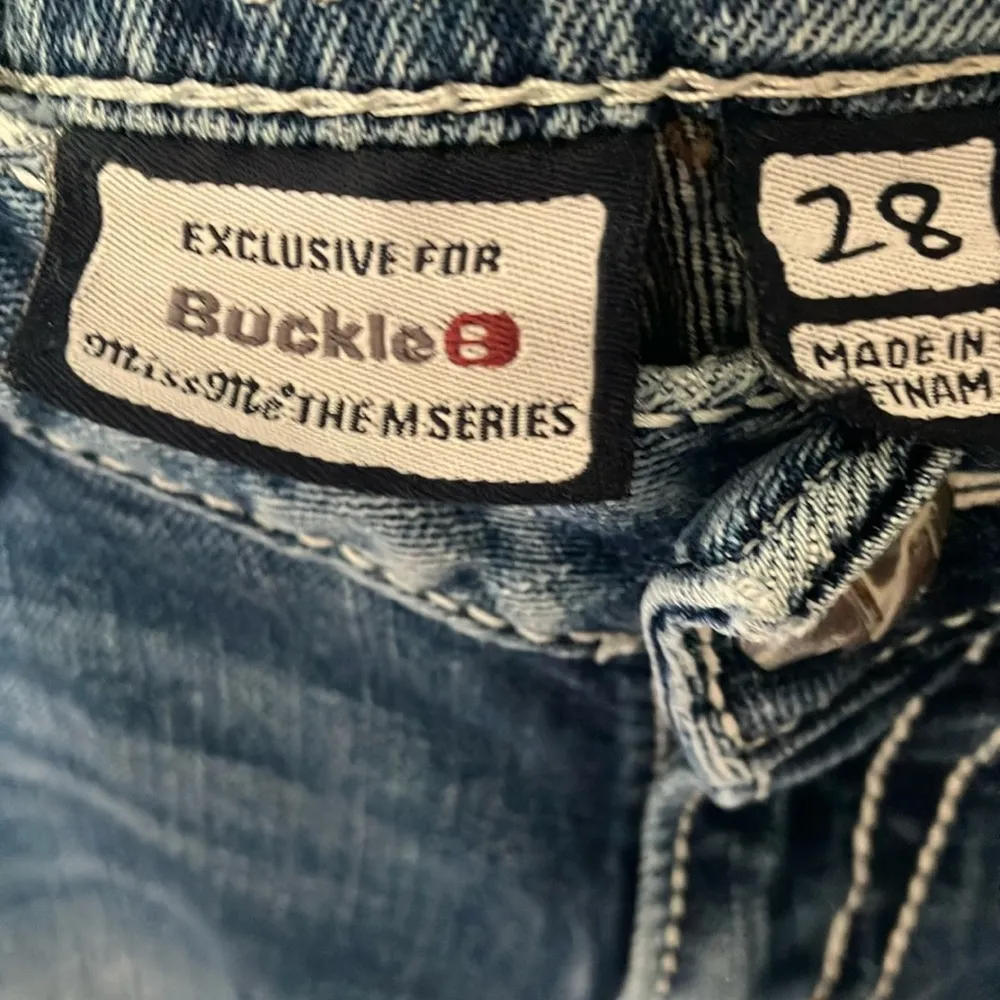 EXCLUSIVE FOR
Buckle B
Miss Me THE M SERIES
28
MADE IN
ETNAM